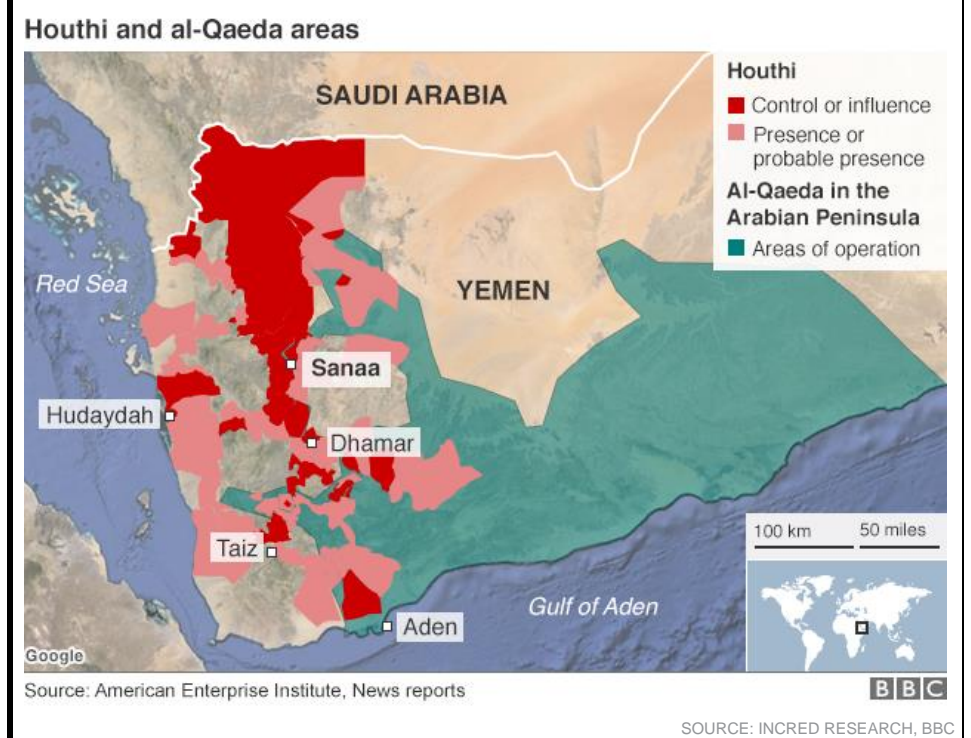 Houthi and al-Qaeda areas
SAUDI ARABIA
Houthi
Control or influence
Presence or
probable presence
Al-Qaeda in the
Arabian Peninsula
Areas of operation
Red Sea
YEMEN
Sanaa
Hudaydah
Dhamar
Taiz
100 km 50 miles
Gulf of Aden
Aden
Google
Source: American Enterprise Institute, News reports
BBC
SOURCE: INCRED RESEARCH, BBC